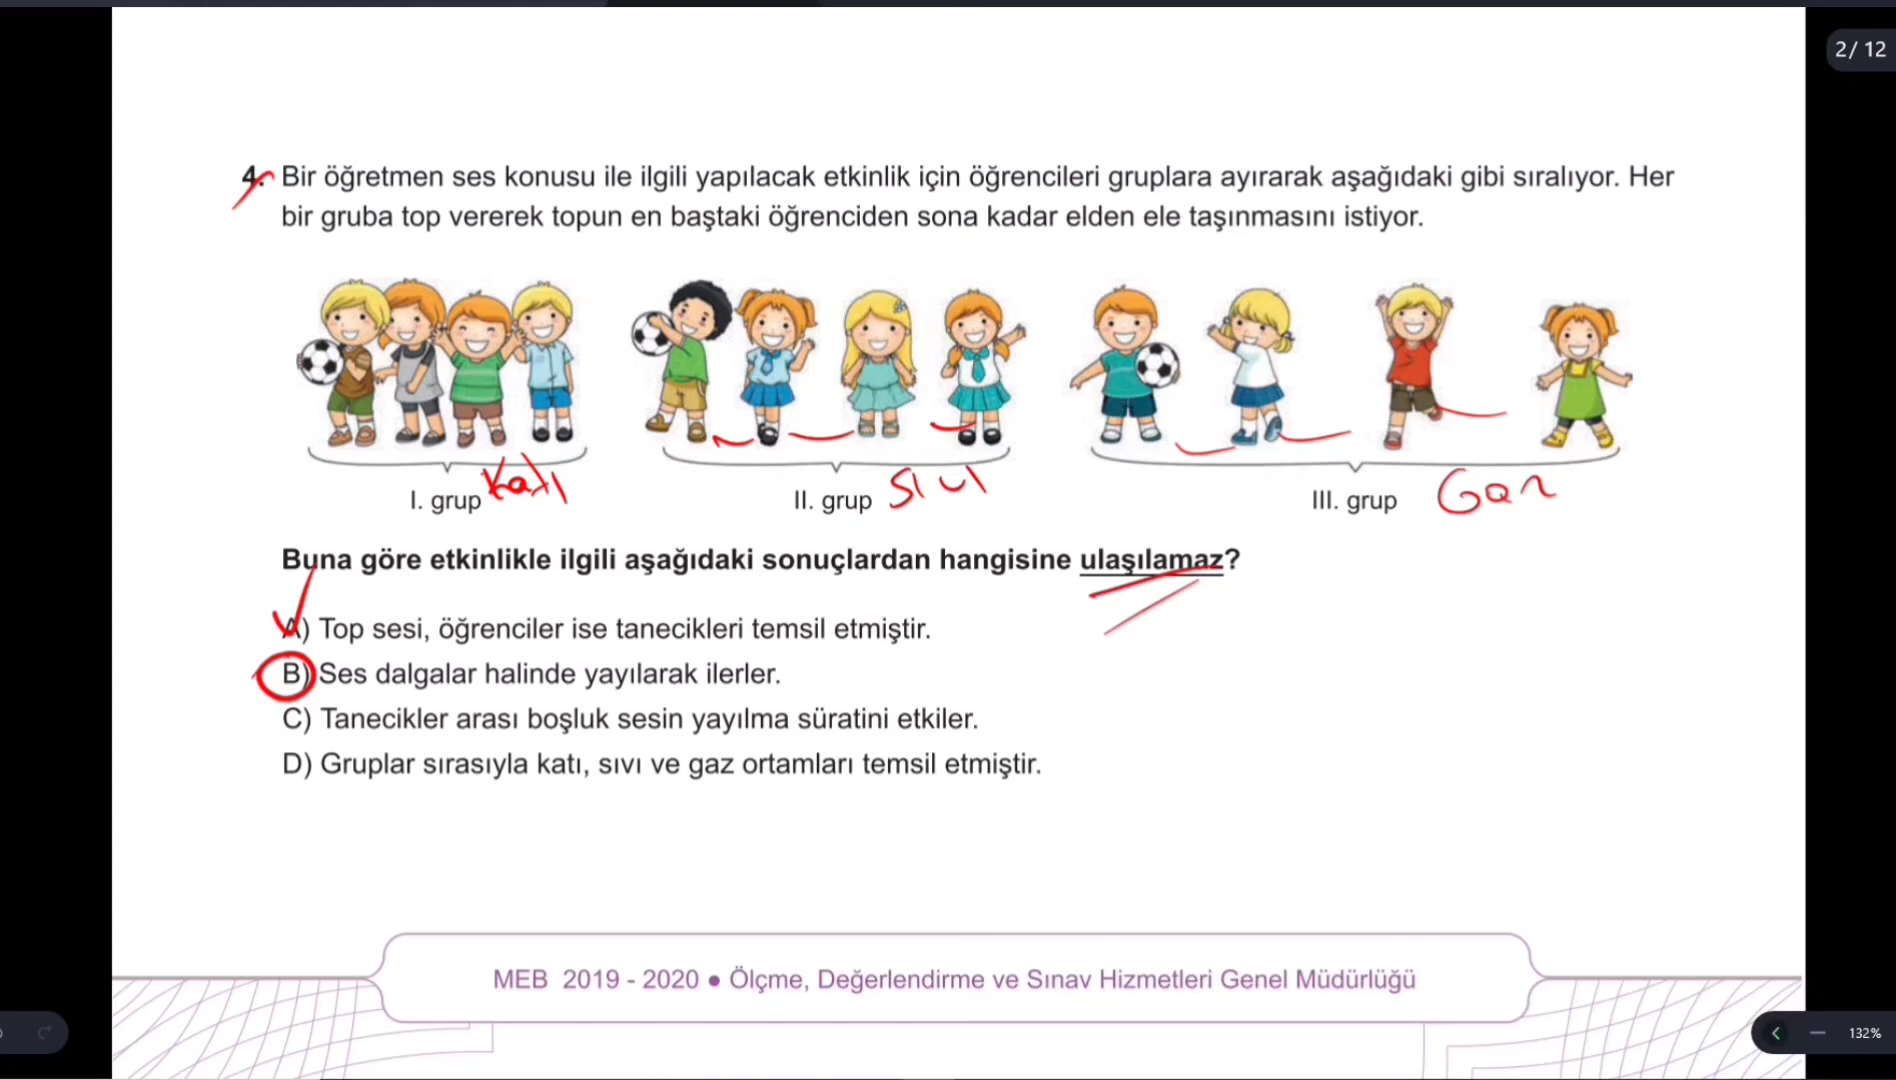 2/ 12
4. Bir öğretmen ses konusu ile ilgili yapılacak etkinlik için öğrencileri gruplara ayırarak aşağıdaki gibi sıralıyor. Her
bir gruba top vererek topun en baştaki öğrenciden sona kadar elden ele taşınmasını istiyor.
I. grup Katı
II. grup Sıvı
III. grup Gaz
Buna göre etkinlikle ilgili aşağıdaki sonuçlardan hangisine ulaşılamaz?
A) Top sesi, öğrenciler ise tanecikleri temsil etmiştir.
B) Ses dalgalar halinde yayılarak ilerler.
C) Tanecikler arası boşluk sesin yayılma süratini etkiler.
D) Gruplar sırasıyla katı, sıvı ve gaz ortamları temsil etmiştir.
MEB 2019 - 2020 ● Ölçme, Değerlendirme ve Sınav Hizmetleri Genel Müdürlüğü
132%